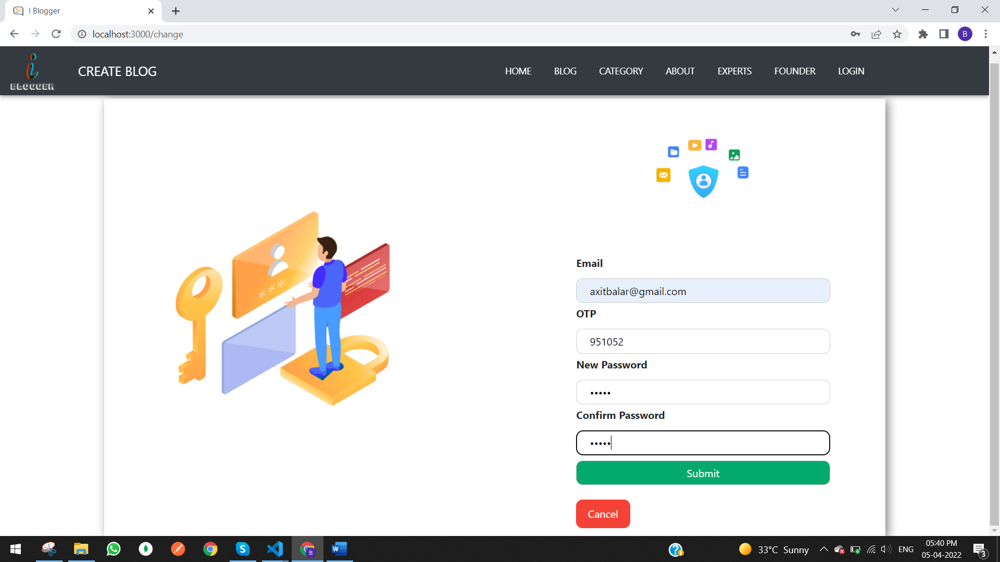 I Blogger
localhost:3000/change
B
BLOGGER
CREATE BLOG
HOME
BLOG
CATEGORY
ABOUT
EXPERTS
FOUNDER
LOGIN
***
Email
axitbalar@gmail.com
OTP
951052
New Password
•••••
Confirm Password
•••••
Submit
Cancel
33°C Sunny
ENG
05:40 PM
05-04-2022
3